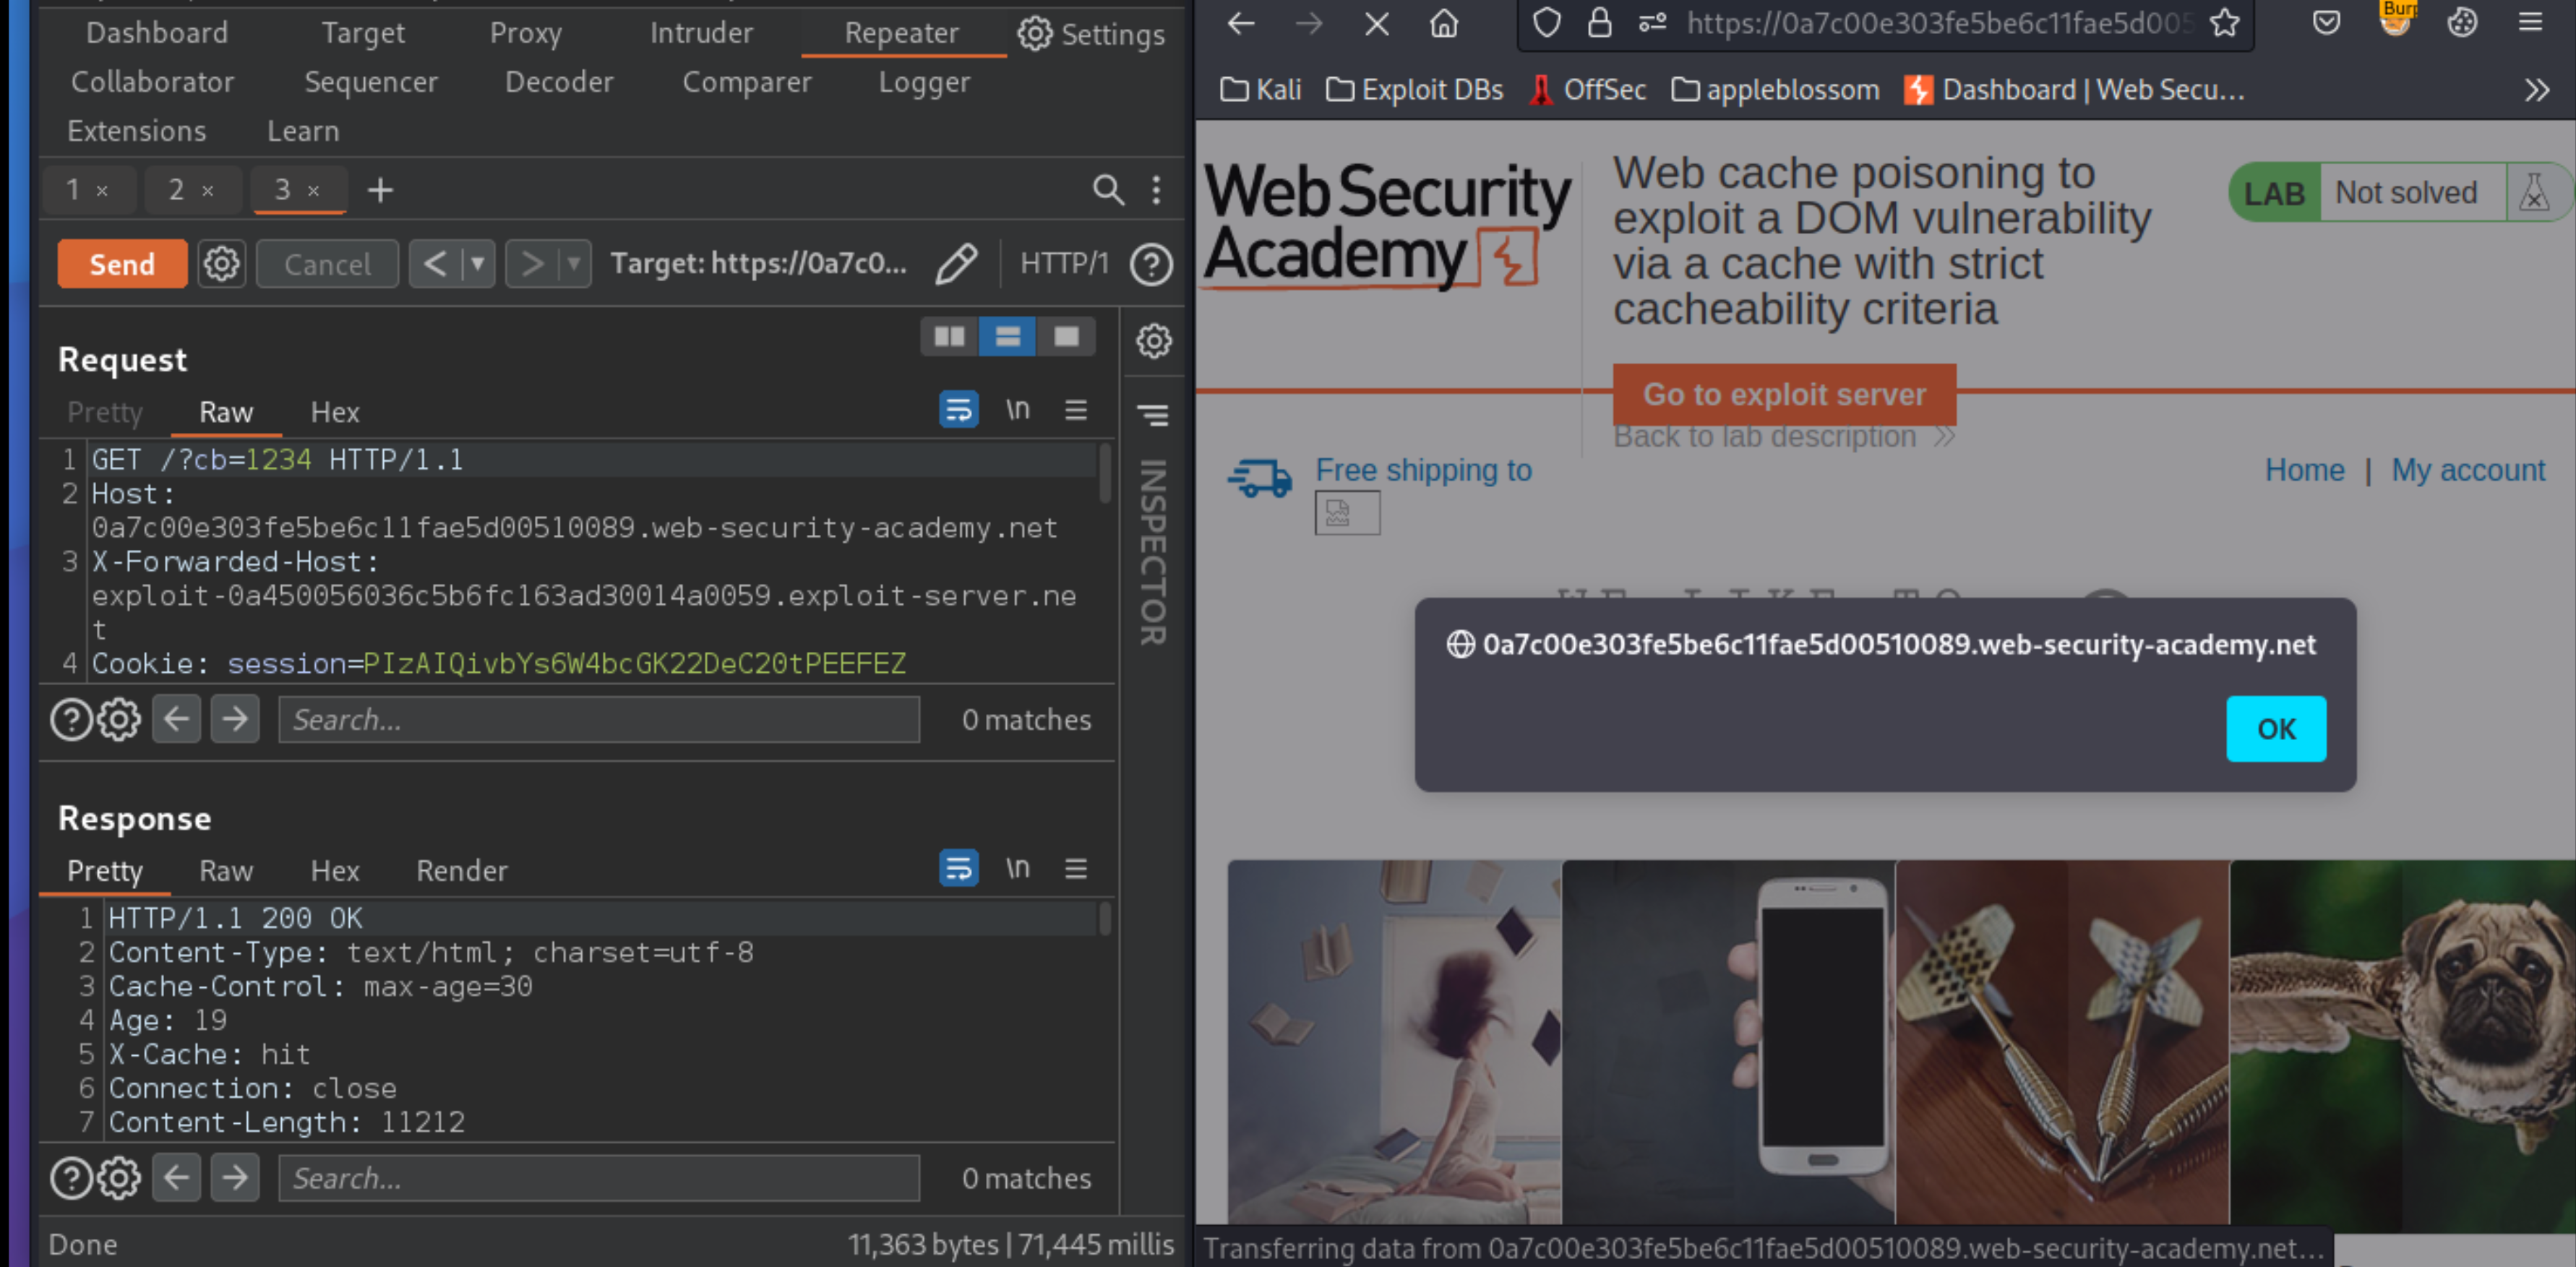 Dashboard Target Proxy Intruder Repeater Settings
Collaborator Sequencer Decoder Comparer Logger
Extensions Learn
1 × 2 × 3 × +
Send Cancel < ▼ > ▼ Target: https://0a7c0... HTTP/1 ?
Request
Pretty Raw Hex \n
1 GET /?cb=1234 HTTP/1.1
2 Host:
0a7c00e303fe5be6c11fae5d00510089.web-security-academy.net
3 X-Forwarded-Host:
exploit-0a450056036c5b6fc163ad30014a0059.exploit-server.ne
t
4 Cookie: session=PIzAIQivbYs6W4bcGK22DeC20tPEEFEZ
Search... 0 matches
INSPECTOR
Response
Pretty Raw Hex Render \n
1 HTTP/1.1 200 OK
2 Content-Type: text/html; charset=utf-8
3 Cache-Control: max-age=30
4 Age: 19
5 X-Cache: hit
6 Connection: close
7 Content-Length: 11212
Search... 0 matches
Done 11,363 bytes | 71,445 millis
https://0a7c00e303fe5be6c11fae5d005
Kali Exploit DBs OffSec appleblossom Dashboard | Web Secu...
WebSecurity
Academy
Web cache poisoning to
exploit a DOM vulnerability
via a cache with strict
cacheability criteria
LAB Not solved
Go to exploit server
Back to lab description
Free shipping to
Home | My account
WE LIKE TO
0a7c00e303fe5be6c11fae5d00510089.web-security-academy.net
OK
Transferring data from 0a7c00e303fe5be6c11fae5d00510089.web-security-academy.net...